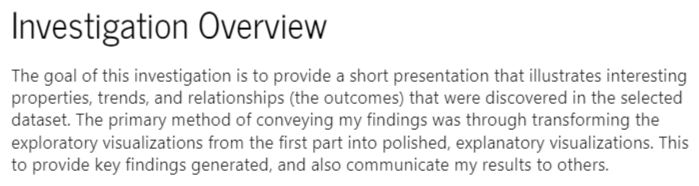 Investigation Overview
The goal of this investigation is to provide a short presentation that illustrates interesting
properties, trends, and relationships (the outcomes) that were discovered in the selected
dataset. The primary method of conveying my findings was through transforming the
exploratory visualizations from the first part into polished, explanatory visualizations. This
to provide key findings generated, and also communicate my results to others.